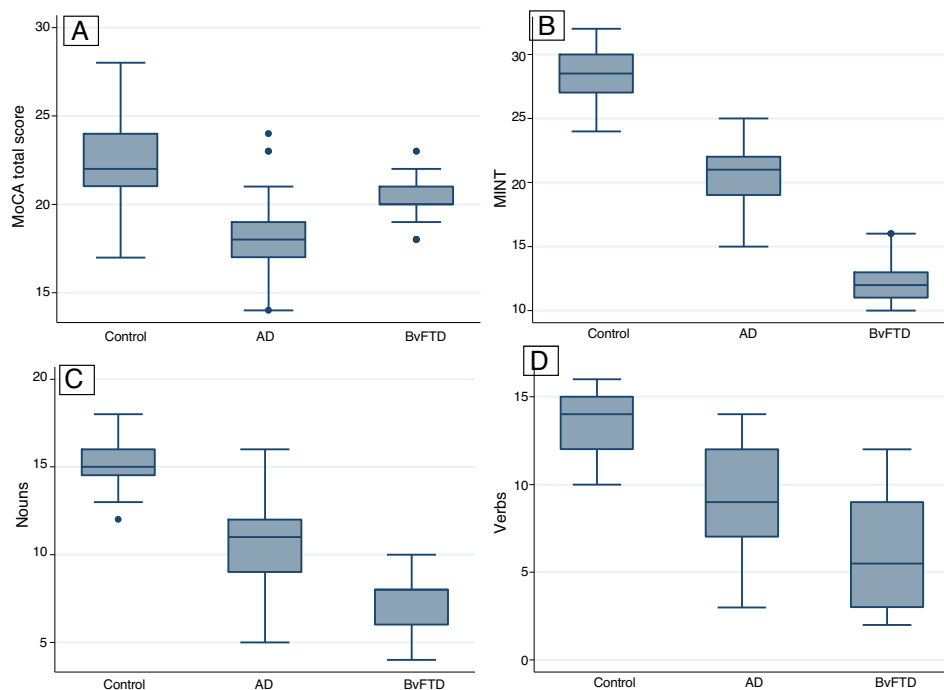 A
MoCA total score
30
25
20
15
Control
AD
BvFTD
B
MINT
30
25
20
15
10
Control
AD
BvFTD
C
Nouns
20
15
10
5
Control
AD
BvFTD
D
Verbs
15
10
5
0
Control
AD
BvFTD